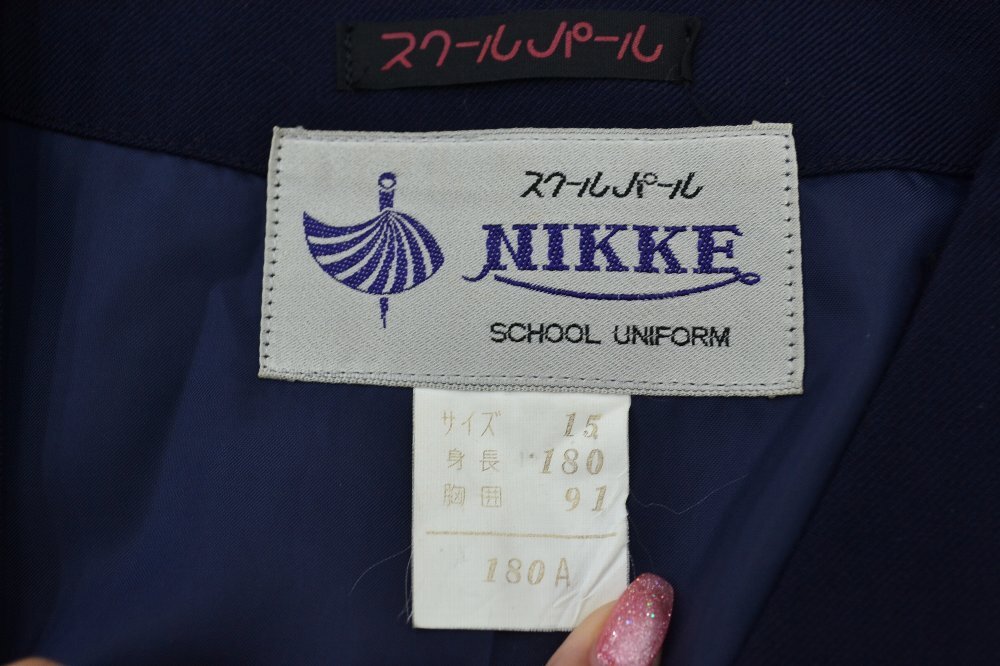 スクールパール
スクールパール
NIKKE
SCHOOL UNIFORM
サイズ 15
身長 180
胸囲 91
180A